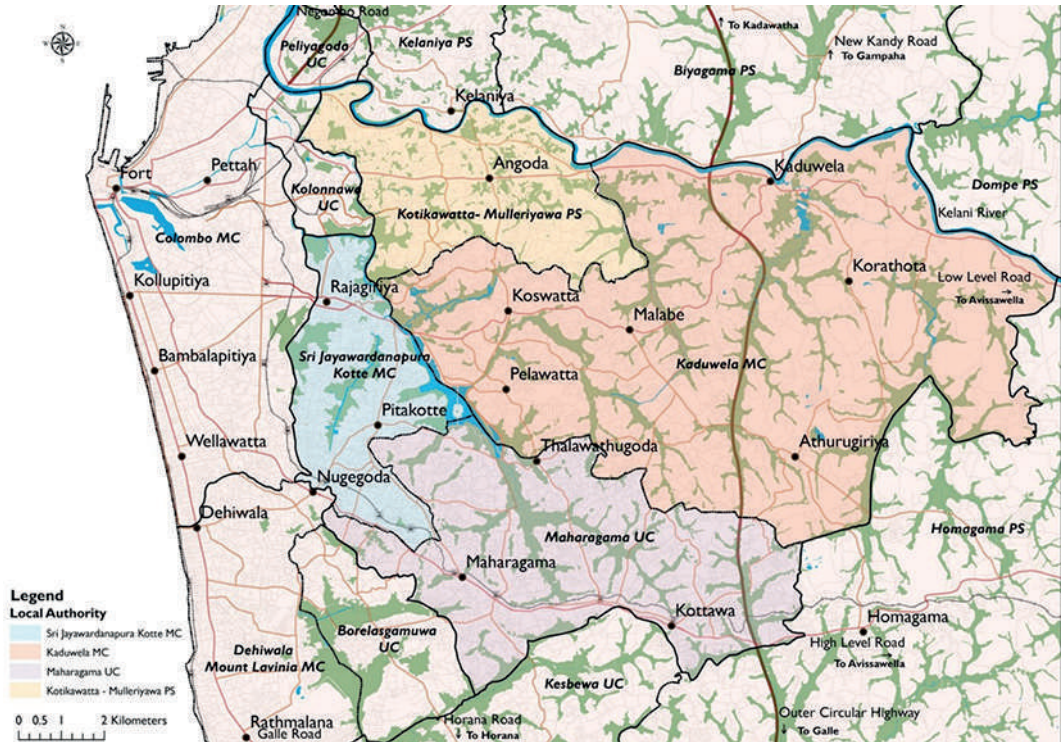 Negombo Road
Peliyagoda
UC
Kelaniya PS
↑ To Kadawatha
New Kandy Road
↑ To Gampaha
Biyagama PS
Kelaniya
Pettah
Fort
Kolonnawa
UC
Angoda
Kaduwela
Dompe PS
Kotikawatta- Mulleriyawa PS
Kelani River
Colombo MC
Kollupitiya
Rajagiriya
Koswatta
Malabe
Korathota
Low Level Road
→
To Avissawella
Bambalapitiya
Sri Jayawardanapura
Kotte MC
Kaduwela MC
Pelawatta
Pitakotte
Wellawatta
Thalawathugoda
Athurugiriya
Nugegoda
Dehiwala
Maharagama UC
Homagama PS
Maharagama
Legend
Local Authority
Sri Jayawardanapura Kotte MC
Kaduwela MC
Maharagama UC
Kotikawatta - Mulleriyawa PS
0 0.5 1 2 Kilometers
Borelasgamuwa
UC
Kottawa
Homagama
High Level Road
→
To Avissawella
Dehiwala
Mount Lavinia MC
Kesbewa UC
Rathmalana
Galle Road
Horana Road
↓ To Horana
Outer Circular Highway
↓ To Galle